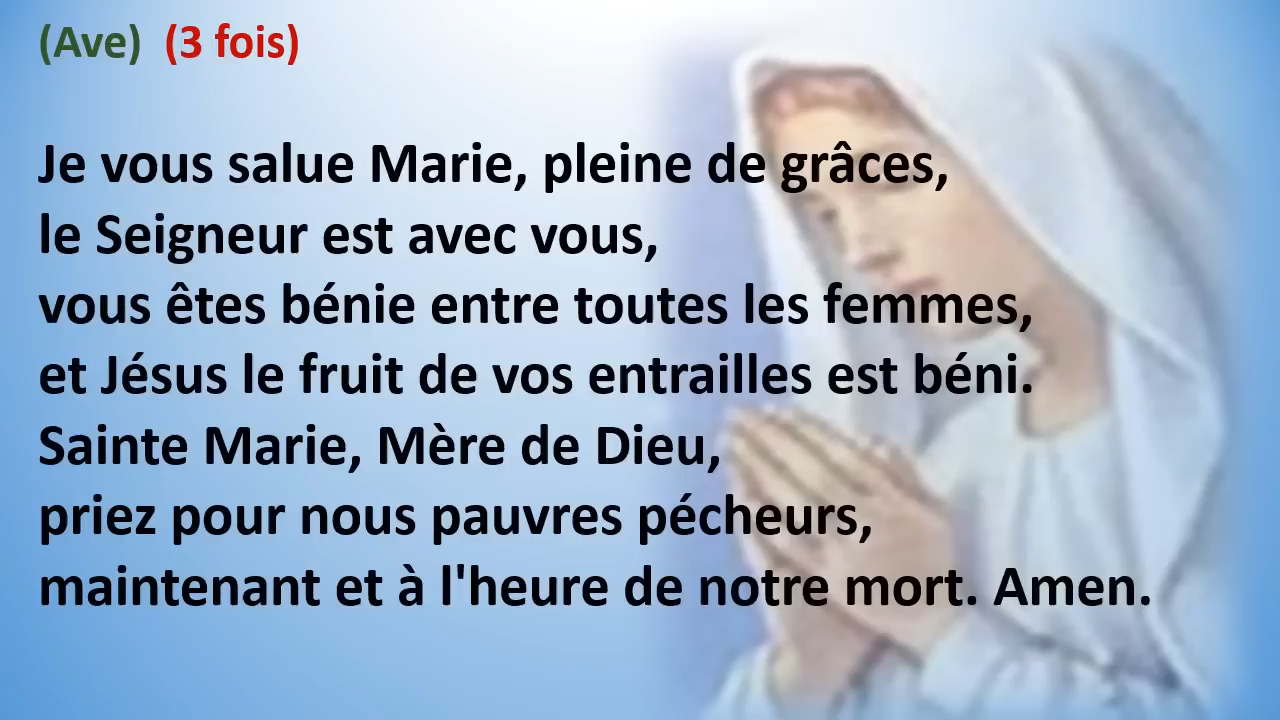 (Ave) (3 fois)
Je vous salue Marie, pleine de grâces,
le Seigneur est avec vous,
vous êtes bénie entre toutes les femmes,
et Jésus le fruit de vos entrailles est béni.
Sainte Marie, Mère de Dieu,
priez pour nous pauvres pécheurs,
maintenant et à l'heure de notre mort. Amen.